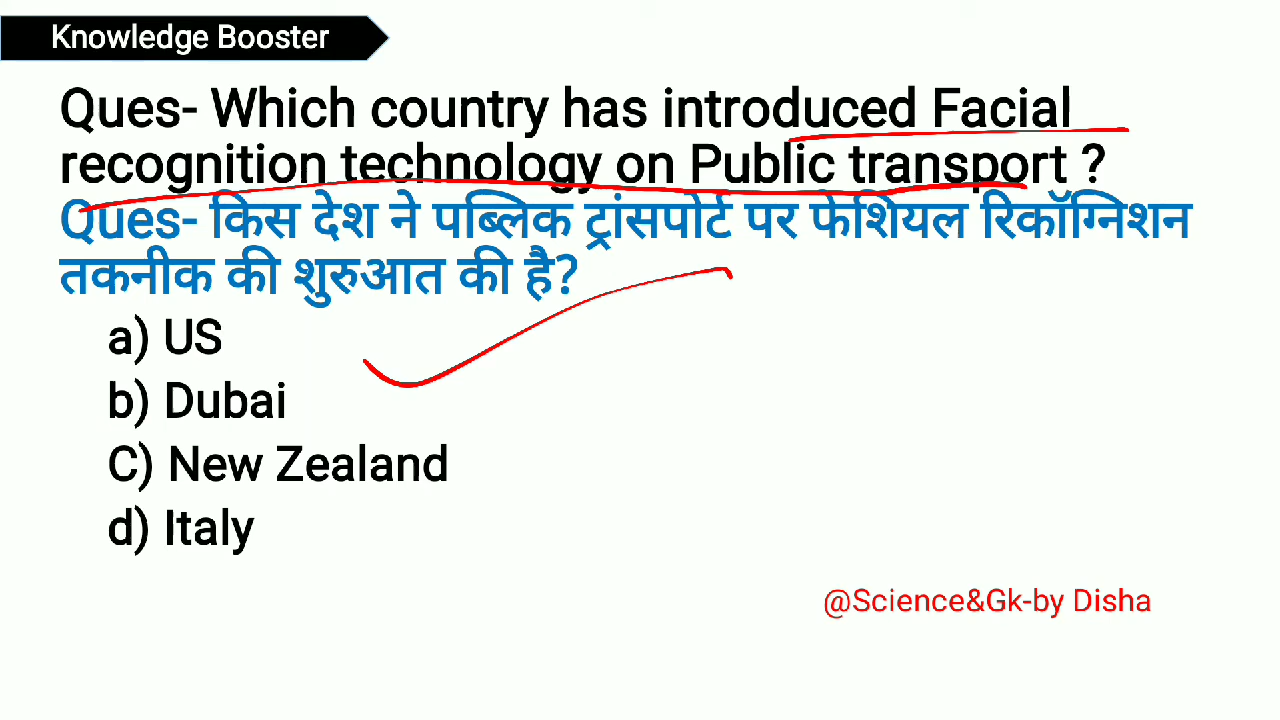 Knowledge Booster
Ques- Which country has introduced Facial
recognition technology on Public transport ?
Ques- किस देश ने पब्लिक ट्रांसपोर्ट पर फेशियल रिकॉग्निशन
तकनीक की शुरुआत की है?
a) US
b) Dubai
C) New Zealand
d) Italy
@Science&Gk-by Disha